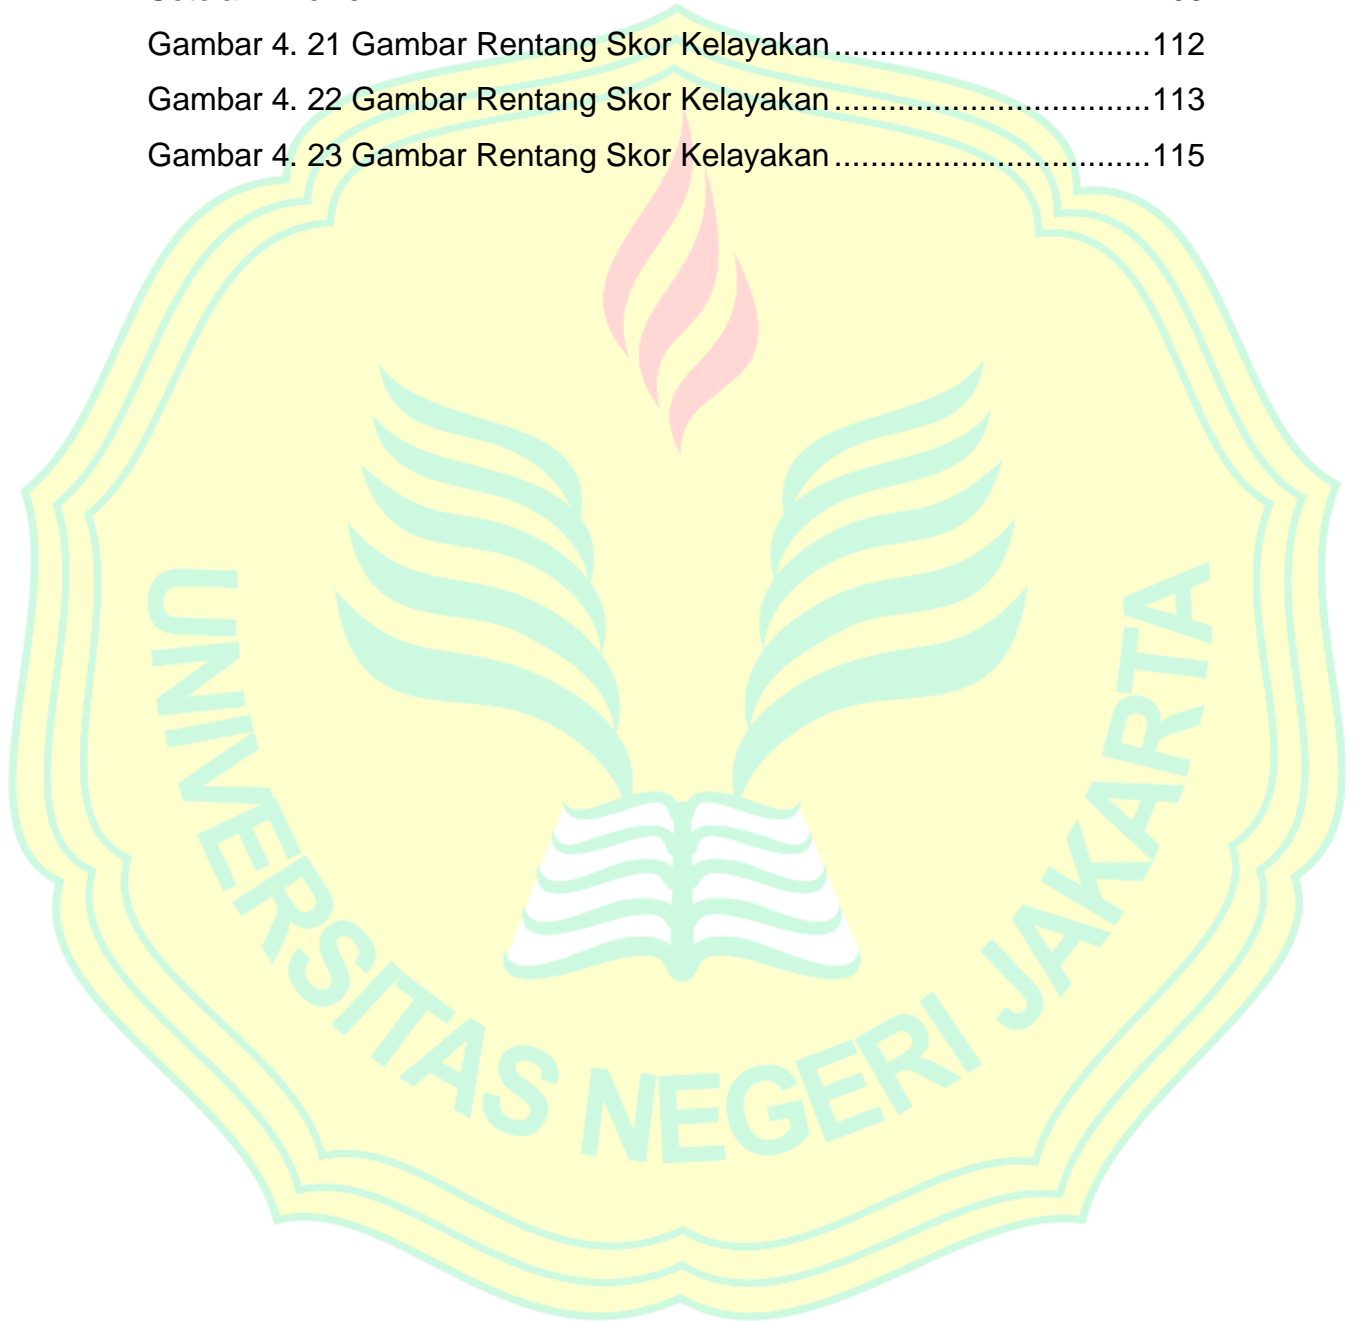 Gambar 4. 21 Gambar Rentang Skor Kelayakan...................................112
Gambar 4. 22 Gambar Rentang Skor Kelayakan...................................113
Gambar 4. 23 Gambar Rentang Skor Kelayakan...................................115
UNIVERSITAS NEGERI JAKARTA